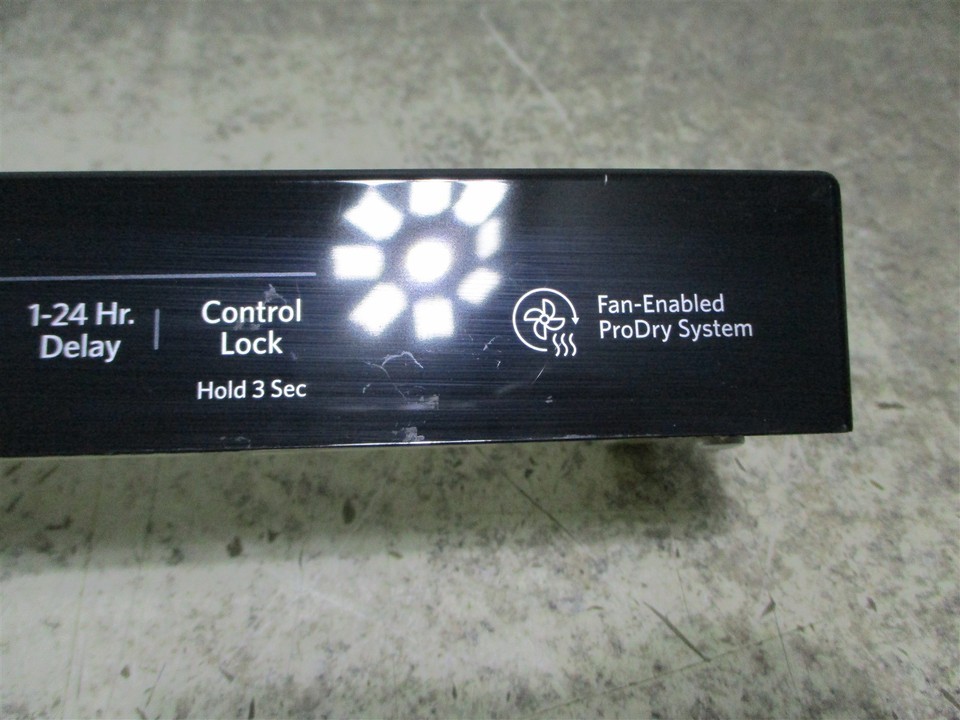 1-24 Hr.
Delay
Control
Lock
Hold 3 Sec
Fan-Enabled
ProDry System